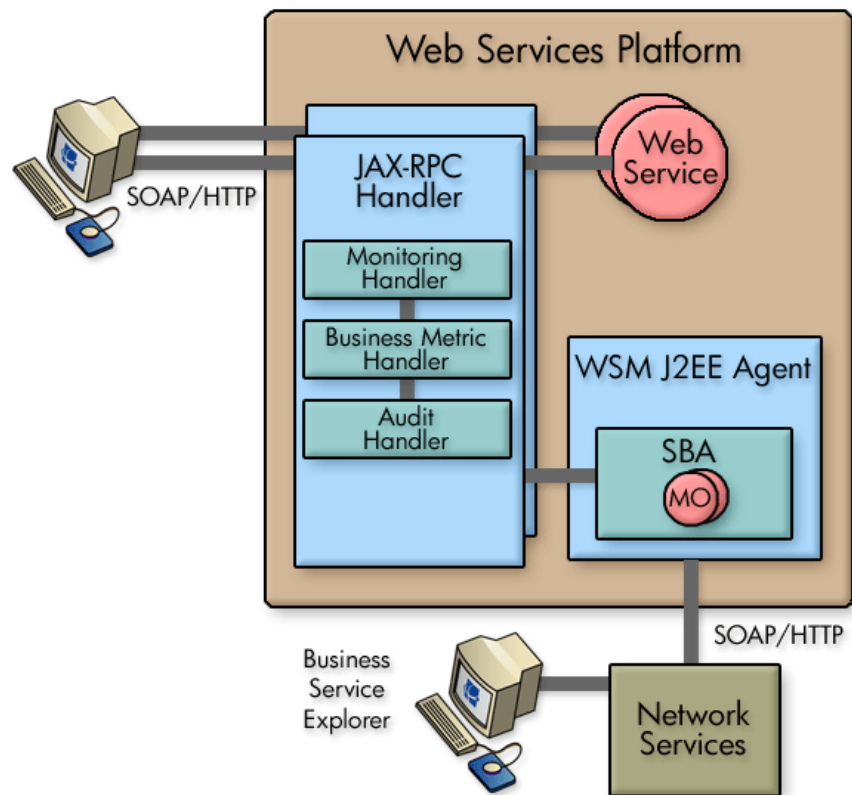 Web Services Platform
SOAP/HTTP
JAX-RPC
Handler
Web
Service
Monitoring
Handler
Business Metric
Handler
Audit
Handler
WSM J2EE Agent
SBA
MO
SOAP/HTTP
Business
Service
Explorer
Network
Services